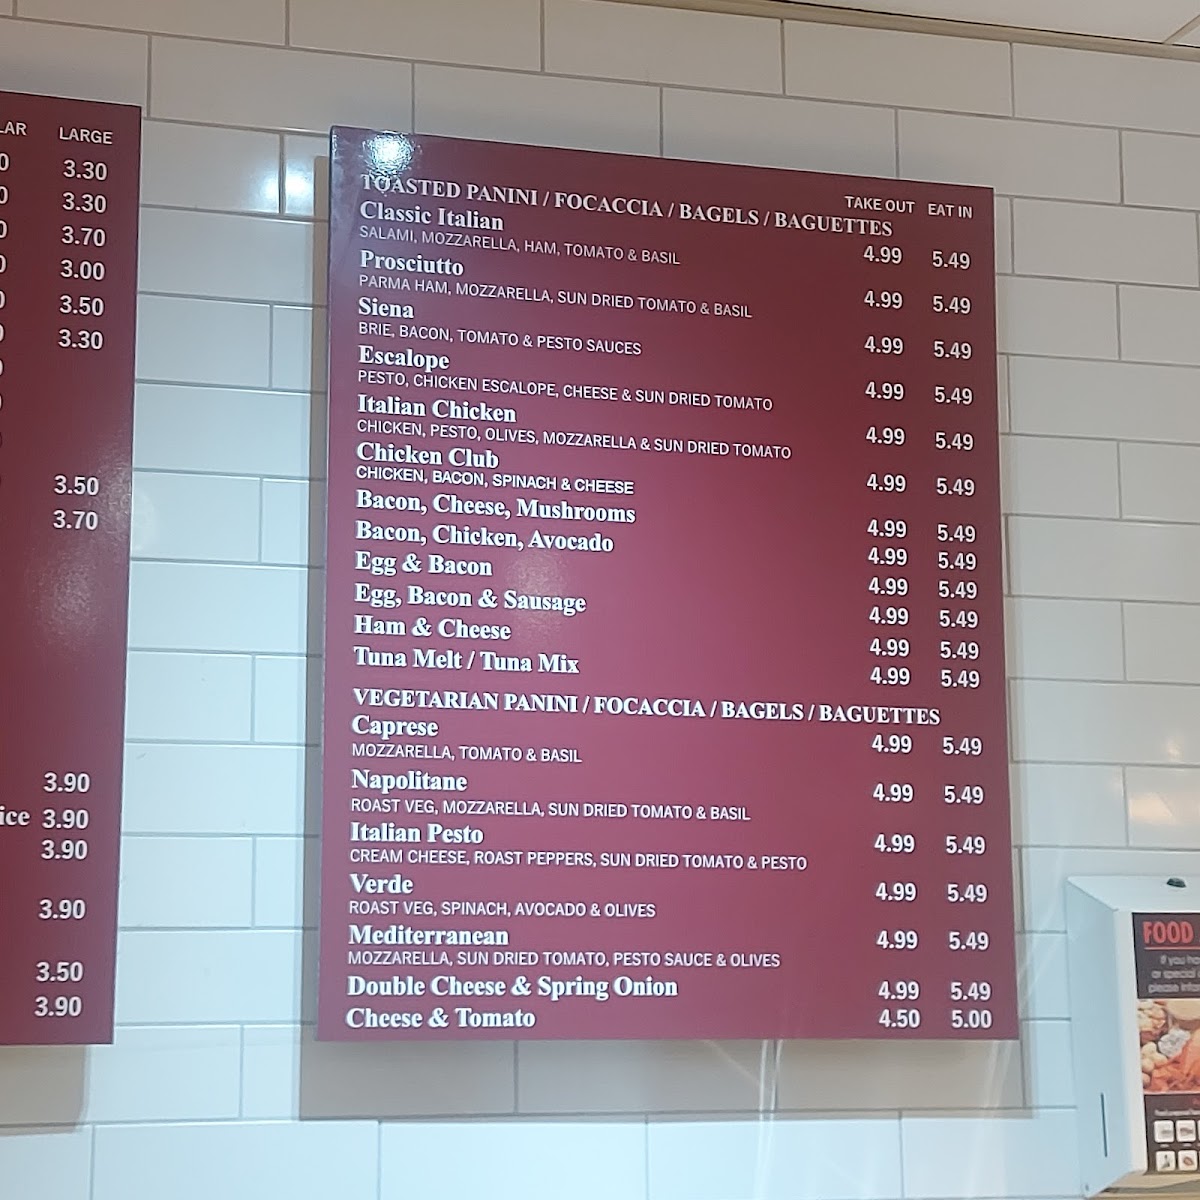 LARGE
3.30
3.30
3.70
3.00
3.50
3.30
3.50
3.70
3.90
3.90
3.90
3.90
3.50
3.90
TAKE OUT EAT IN
TOASTED PANINI / FOCACCIA / BAGELS / BAGUETTES
Classic Italian 4.99 5.49
SALAMI, MOZZARELLA, HAM, TOMATO & BASIL
Prosciutto 4.99 5.49
PARMA HAM, MOZZARELLA, SUN DRIED TOMATO & BASIL
Siena 4.99 5.49
BRIE, BACON, TOMATO & PESTO SAUCES
Escalope 4.99 5.49
PESTO, CHICKEN ESCALOPE, CHEESE & SUN DRIED TOMATO
Italian Chicken 4.99 5.49
CHICKEN, PESTO, OLIVES, MOZZARELLA & SUN DRIED TOMATO
Chicken Club 4.99 5.49
CHICKEN, BACON, SPINACH & CHEESE
Bacon, Cheese, Mushrooms 4.99 5.49
Bacon, Chicken, Avocado 4.99 5.49
Egg & Bacon 4.99 5.49
Egg, Bacon & Sausage 4.99 5.49
Ham & Cheese 4.99 5.49
Tuna Melt / Tuna Mix 4.99 5.49
VEGETARIAN PANINI / FOCACCIA / BAGELS / BAGUETTES
Caprese 4.99 5.49
MOZZARELLA, TOMATO & BASIL
Napolitane 4.99 5.49
ROAST VEG, MOZZARELLA, SUN DRIED TOMATO & BASIL
Italian Pesto 4.99 5.49
CREAM CHEESE, ROAST PEPPERS, SUN DRIED TOMATO & PESTO
Verde 4.99 5.49
ROAST VEG, SPINACH, AVOCADO & OLIVES
Mediterranean 4.99 5.49
MOZZARELLA, SUN DRIED TOMATO, PESTO SAUCE & OLIVES
Double Cheese & Spring Onion 4.99 5.49
Cheese & Tomato 4.50 5.00
FOOD
If you
or special
please